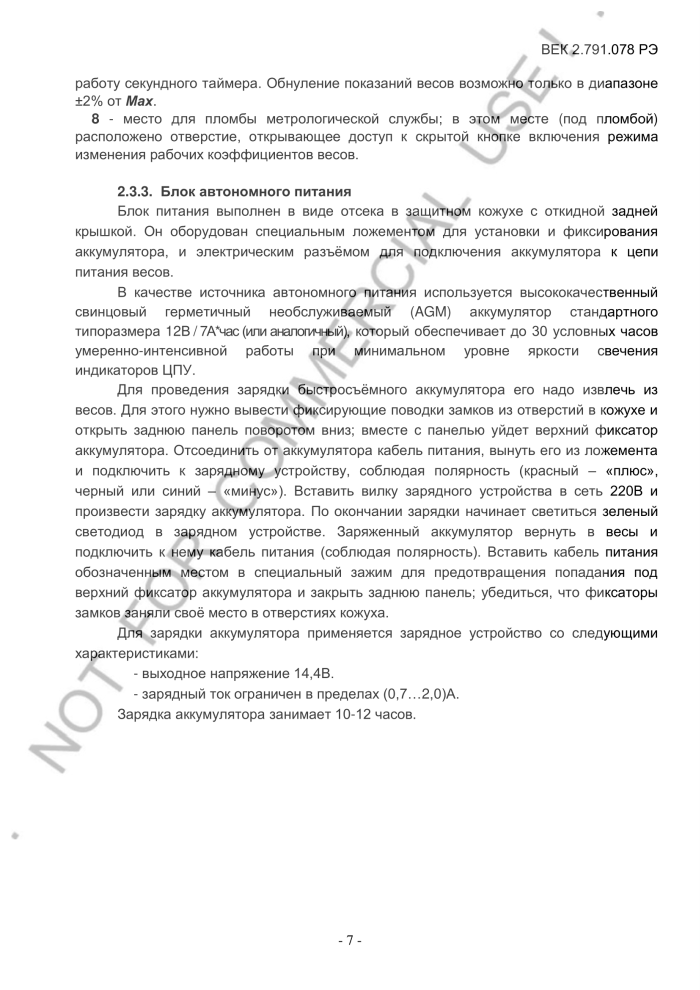 ВЕК 2.791.078 РЭ
работу секундного таймера. Обнуление показаний весов возможно только в диапазоне
±2% от Max.
8 - место для пломбы метрологической службы; в этом месте (под пломбой)
расположено отверстие, открывающее доступ к скрытой кнопке включения режима
изменения рабочих коэффициентов весов.
2.3.3. Блок автономного питания
Блок питания выполнен в виде отсека в защитном кожухе с откидной задней
крышкой. Он оборудован специальным ложементом для установки и фиксирования
аккумулятора, и электрическим разъёмом для подключения аккумулятора к цепи
питания весов.
В качестве источника автономного питания используется высококачественный
свинцовый герметичный необслуживаемый (AGM) аккумулятор стандартного
типоразмера 12В / 7А*час (или аналогичный), который обеспечивает до 30 условных часов
умеренно-интенсивной работы при минимальном уровне яркости свечения
индикаторов ЦПУ.
Для проведения зарядки быстросъёмного аккумулятора его надо извлечь из
весов. Для этого нужно вывести фиксирующие поводки замков из отверстий в кожухе и
открыть заднюю панель поворотом вниз; вместе с панелью уйдет верхний фиксатор
аккумулятора. Отсоединить от аккумулятора кабель питания, вынуть его из ложемента
и подключить к зарядному устройству, соблюдая полярность (красный – «плюс»,
черный или синий – «минус»). Вставить вилку зарядного устройства в сеть 220В и
произвести зарядку аккумулятора. По окончании зарядки начинает светиться зеленый
светодиод в зарядном устройстве. Заряженный аккумулятор вернуть в весы и
подключить к нему кабель питания (соблюдая полярность). Вставить кабель питания
обозначенным местом в специальный зажим для предотвращения попадания под
верхний фиксатор аккумулятора и закрыть заднюю панель; убедиться, что фиксаторы
замков заняли своё место в отверстиях кожуха.
Для зарядки аккумулятора применяется зарядное устройство со следующими
характеристиками:
- выходное напряжение 14,4В.
- зарядный ток ограничен в пределах (0,7…2,0)А.
Зарядка аккумулятора занимает 10-12 часов.
NOT FOR COMMERCIAL USE !
- 7 -